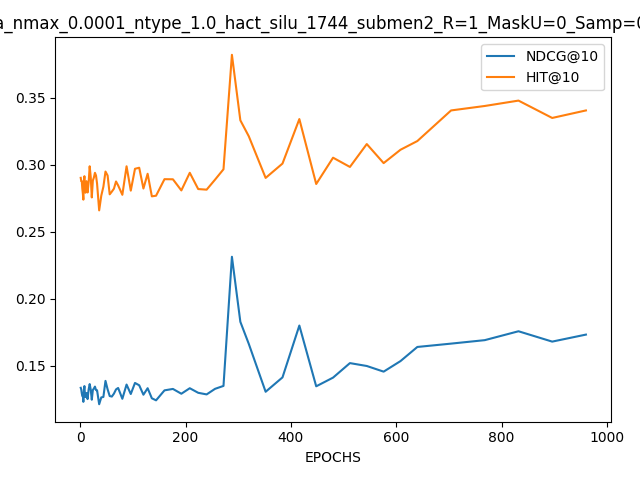 a_nmax_0.0001_ntype_1.0_hact_silu_1744_submen2_R=1_MaskU=0_Samp=0
NDCG@10
HIT@10
0.35
0.30
0.25
0.20
0.15
0 200 400 600 800 1000
EPOCHS